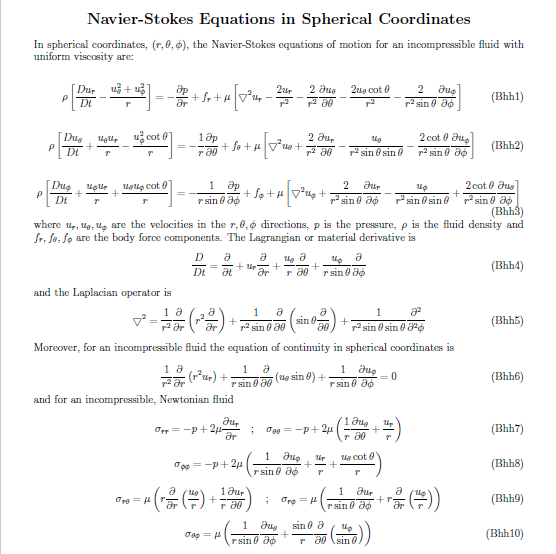 Navier-Stokes Equations in Spherical Coordinates
In spherical coordinates, (r, θ, ϕ), the Navier-Stokes equations of motion for an incompressible fluid with
uniform viscosity are:
ρ [ Du_r/Dt − (u_θ² + u_ϕ²)/r ] = − ∂p/∂r + f_r + μ [ ▽²u_r − 2u_r/r² − (2/r²) ∂u_θ/∂θ − 2u_θ cot θ/r² − (2/(r² sin θ)) ∂u_ϕ/∂ϕ ] (Bhh1)
ρ [ Du_θ/Dt + u_θu_r/r − u_ϕ² cot θ/r ] = − (1/r) ∂p/∂θ + f_θ + μ [ ▽²u_θ + (2/r²) ∂u_r/∂θ − u_θ/(r² sin θ sin θ) − (2 cot θ/(r² sin θ)) ∂u_ϕ/∂ϕ ] (Bhh2)
ρ [ Du_ϕ/Dt + u_ϕu_r/r + u_θu_ϕ cot θ/r ] = − (1/(r sin θ)) ∂p/∂ϕ + f_ϕ + μ [ ▽²u_ϕ + (2/(r² sin θ)) ∂u_r/∂ϕ − u_ϕ/(r² sin θ sin θ) + (2 cot θ/(r² sin θ)) ∂u_θ/∂ϕ ]
(Bhh3)
where u_r, u_θ, u_ϕ are the velocities in the r, θ, ϕ directions, p is the pressure, ρ is the fluid density and
f_r, f_θ, f_ϕ are the body force components. The Lagrangian or material derivative is
D/Dt = ∂/∂t + u_r ∂/∂r + (u_θ/r) ∂/∂θ + (u_ϕ/(r sin θ)) ∂/∂ϕ (Bhh4)
and the Laplacian operator is
▽² = (1/r²) ∂/∂r ( r² ∂/∂r ) + (1/(r² sin θ)) ∂/∂θ ( sin θ ∂/∂θ ) + (1/(r² sin θ sin θ)) ∂²/∂²ϕ (Bhh5)
Moreover, for an incompressible fluid the equation of continuity in spherical coordinates is
(1/r²) ∂/∂r (r²u_r) + (1/(r sin θ)) ∂/∂θ (u_θ sin θ) + (1/(r sin θ)) ∂u_ϕ/∂ϕ = 0 (Bhh6)
and for an incompressible, Newtonian fluid
σ_rr = −p + 2μ ∂u_r/∂r ; σ_θθ = −p + 2μ ( (1/r) ∂u_θ/∂θ + u_r/r ) (Bhh7)
σ_ϕϕ = −p + 2μ ( (1/(r sin θ)) ∂u_ϕ/∂ϕ + u_r/r + u_θ cot θ/r ) (Bhh8)
σ_rθ = μ ( r ∂/∂r ( u_θ/r ) + (1/r) ∂u_r/∂θ ) ; σ_rϕ = μ ( (1/(r sin θ)) ∂u_r/∂ϕ + r ∂/∂r ( u_ϕ/r ) ) (Bhh9)
σ_θϕ = μ ( (1/(r sin θ)) ∂u_θ/∂ϕ + (sin θ/r) ∂/∂θ ( u_ϕ/sin θ ) ) (Bhh10)